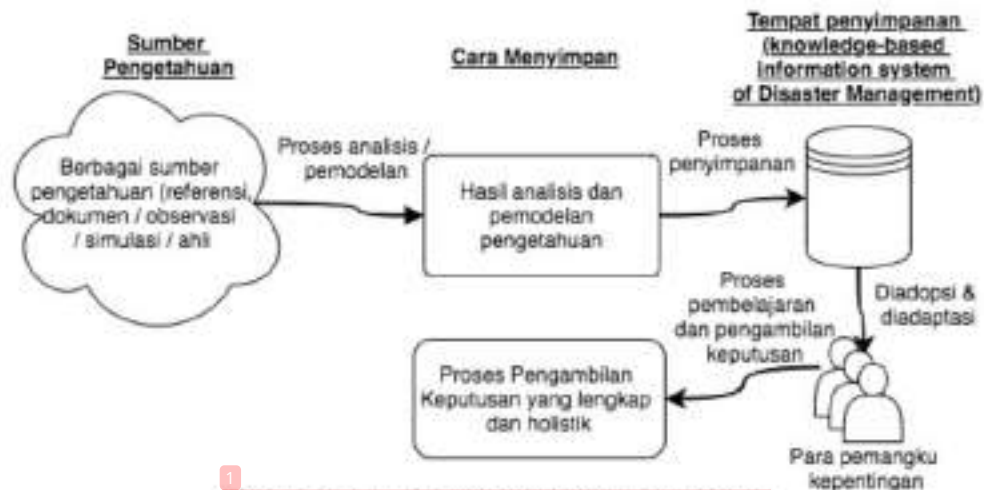 Sumber
Pengetahuan
Cara Menyimpan
Tempat penyimpanan
(knowledge-based
information system
of Disaster Management)
Berbagai sumber
pengetahuan (referensi,
dokumen / observasi
/ simulasi / ahli
Proses analisis /
pemodelan
Hasil analisis dan
pemodelan
pengetahuan
Proses
penyimpanan
Diadopsi &
diadaptasi
Para pemangku
kepentingan
Proses
pembelajaran
dan pengambilan
keputusan
Proses Pengambilan
Keputusan yang lengkap
dan holistik
1